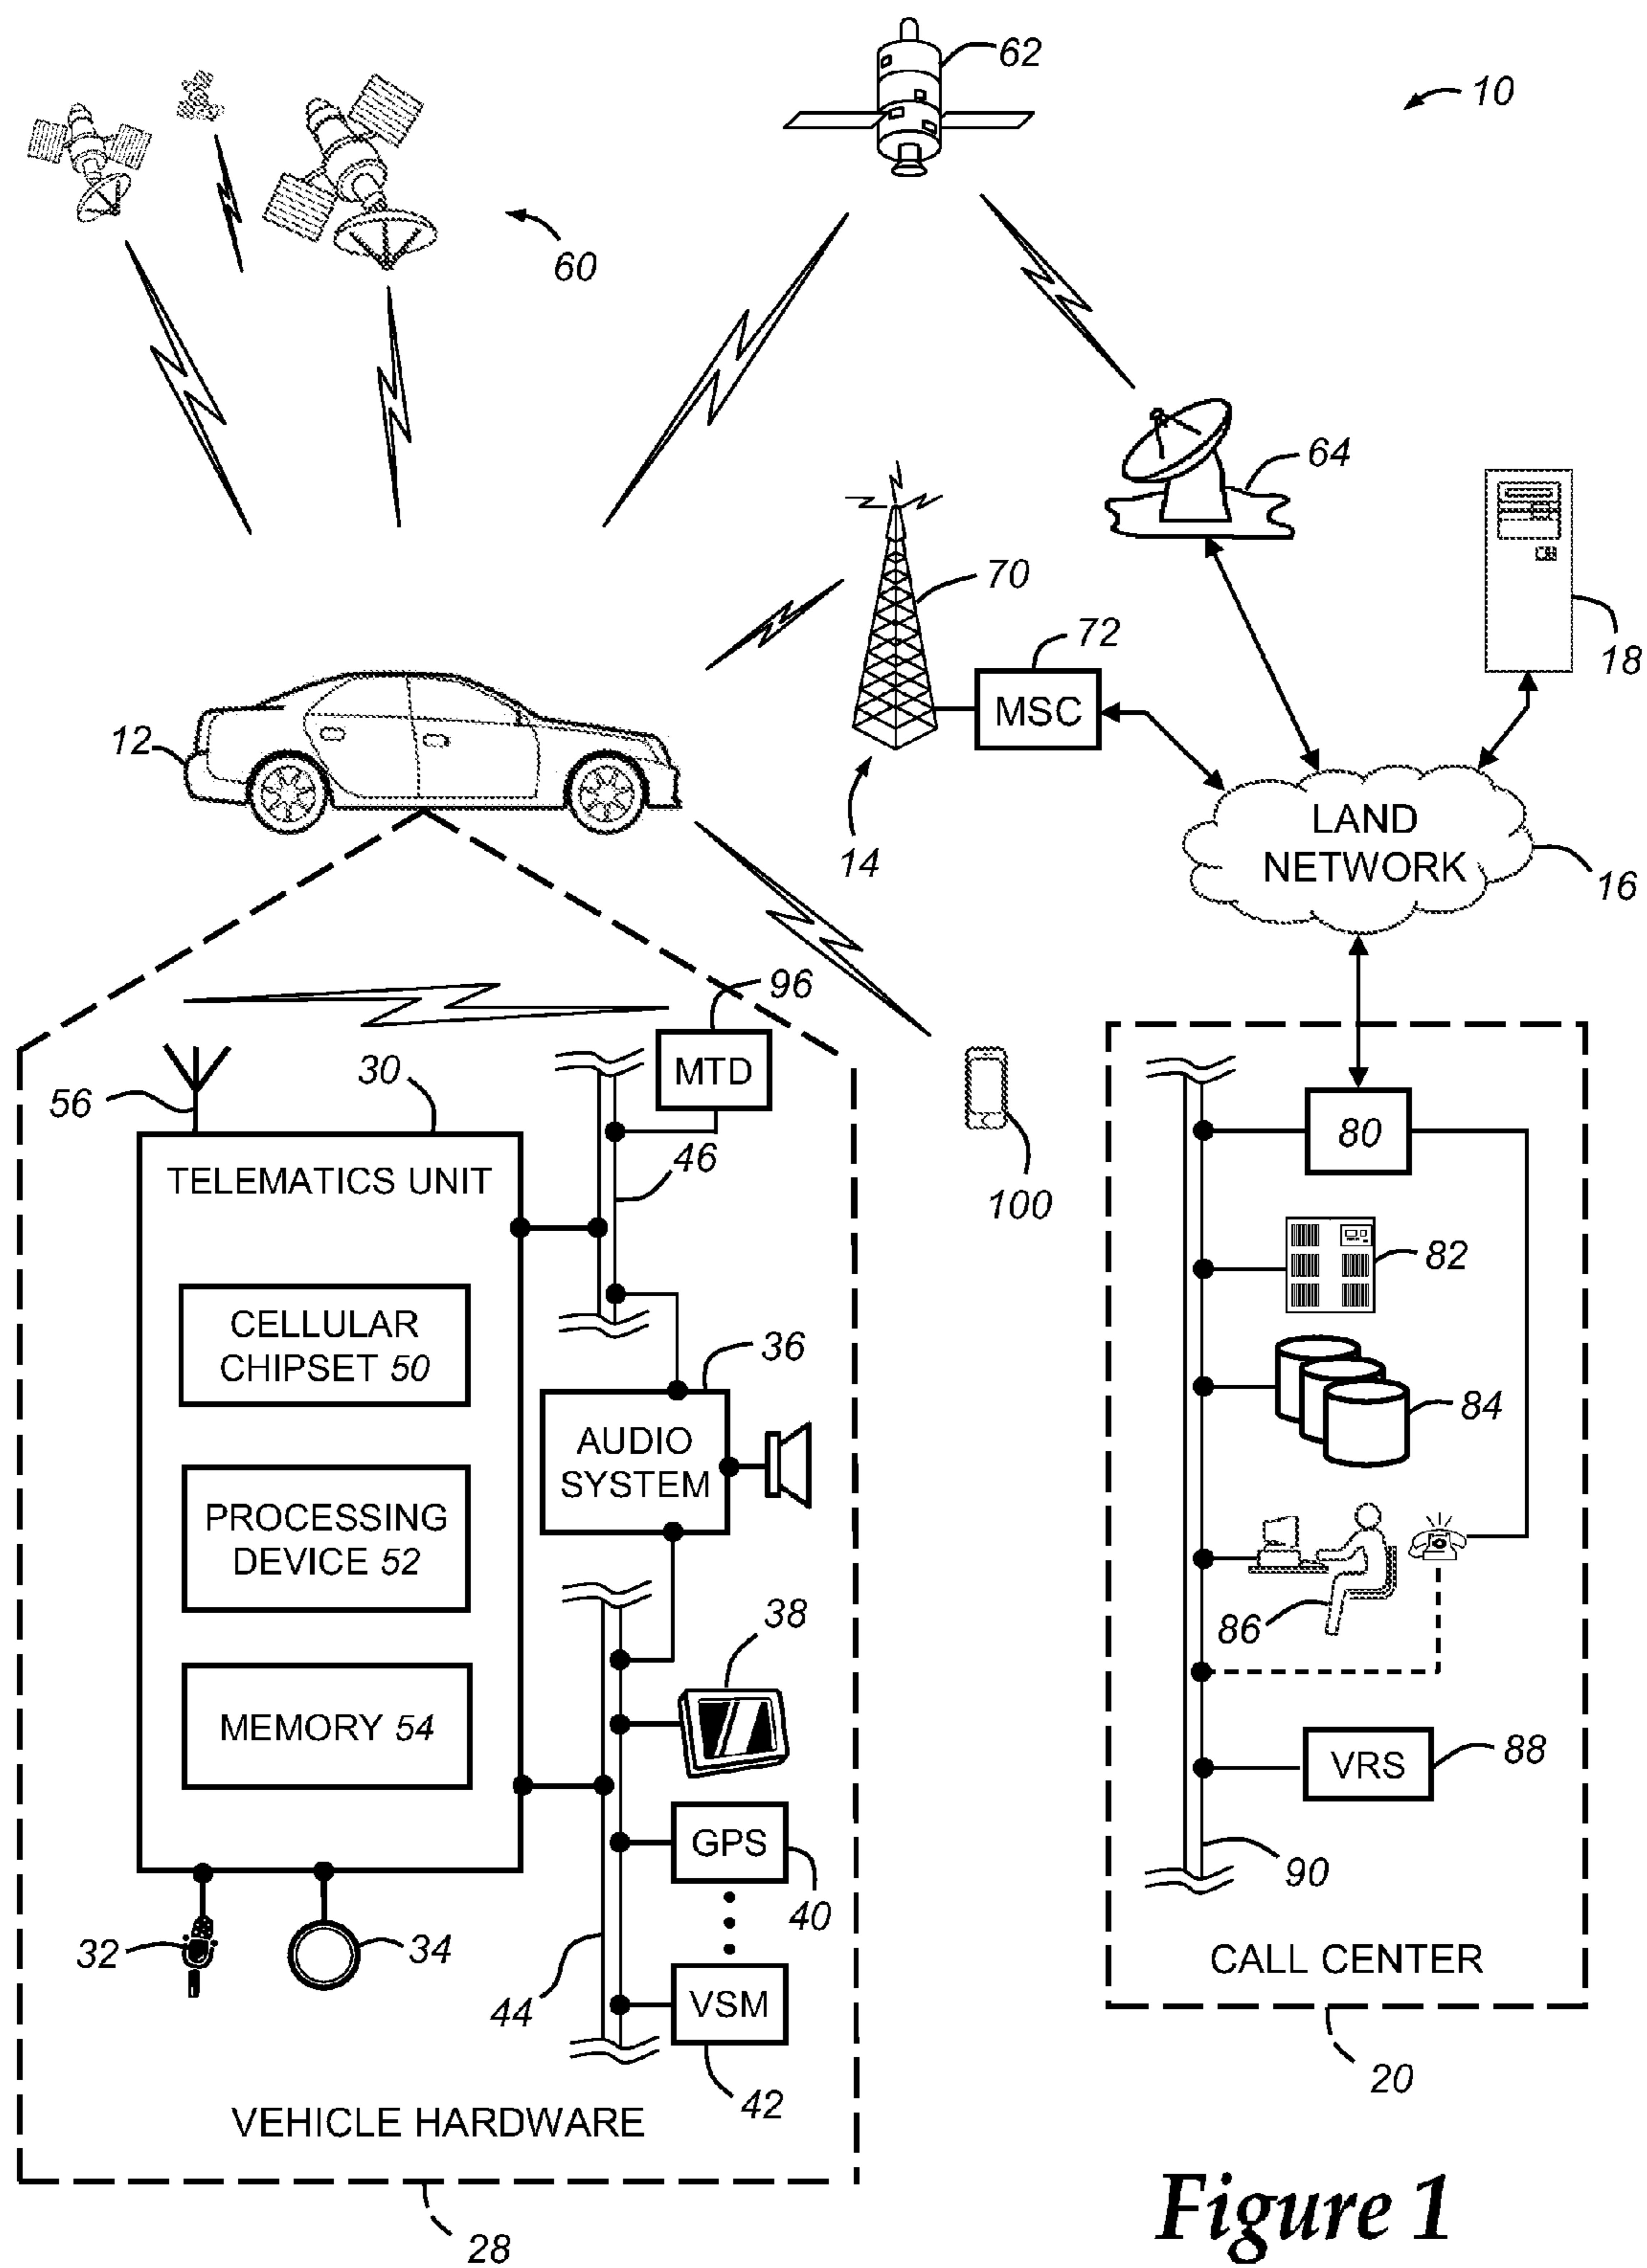 62
10
60
64
70
18
72
MSC
12
LAND
NETWORK
14
16
96
MTD
30
56
80
46
TELEMATICS UNIT
100
82
CELLULAR
CHIPSET 50
36
84
AUDIO
SYSTEM
PROCESSING
DEVICE 52
38
86
MEMORY 54
VRS
88
GPS
90
40
32
34
CALL CENTER
44
VSM
20
42
VEHICLE HARDWARE
28
Figure 1